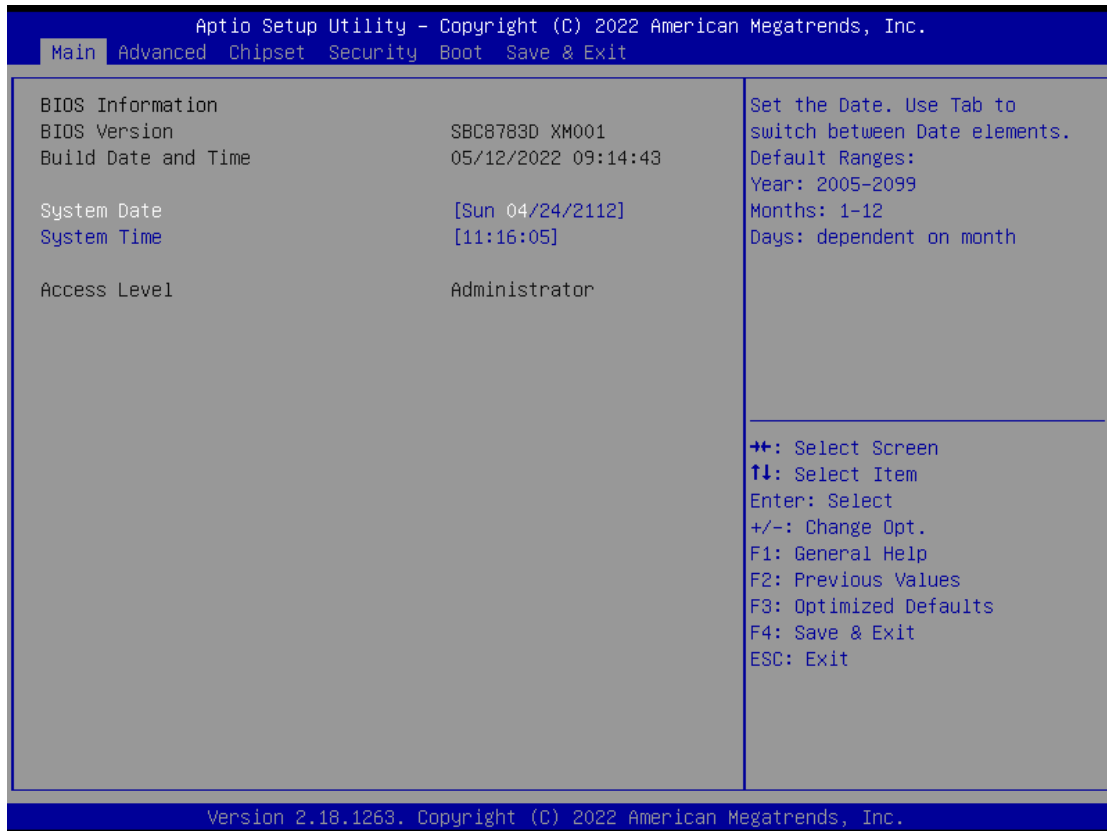 Aptio Setup Utility – Copyright (C) 2022 American Megatrends, Inc.
Main Advanced Chipset Security Boot Save & Exit
BIOS Information
BIOS Version SBC8783D XM001
Build Date and Time 05/12/2022 09:14:43
System Date [Sun 04/24/2112]
System Time [11:16:05]
Access Level Administrator
Set the Date. Use Tab to
switch between Date elements.
Default Ranges:
Year: 2005-2099
Months: 1-12
Days: dependent on month
→←: Select Screen
↑↓: Select Item
Enter: Select
+/-: Change Opt.
F1: General Help
F2: Previous Values
F3: Optimized Defaults
F4: Save & Exit
ESC: Exit
Version 2.18.1263. Copyright (C) 2022 American Megatrends, Inc.